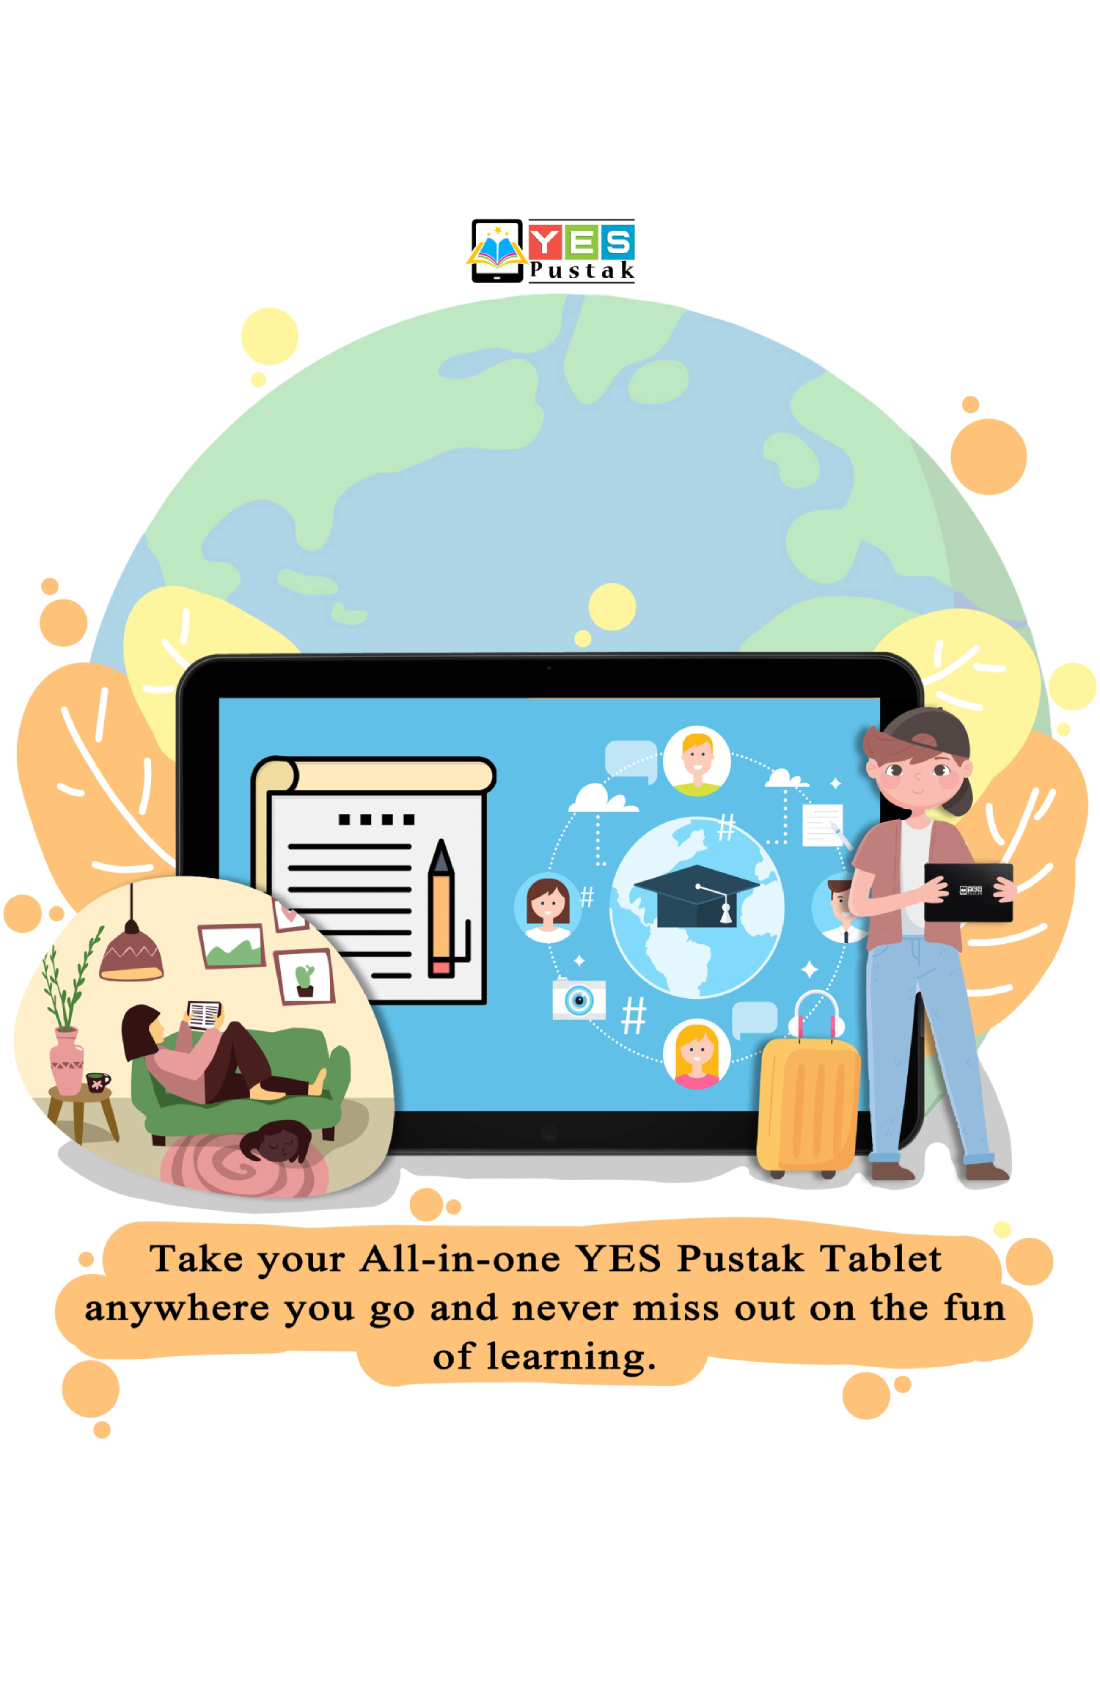 YES
Pustak
YES
Take your All-in-one YES Pustak Tablet
anywhere you go and never miss out on the fun
of learning.